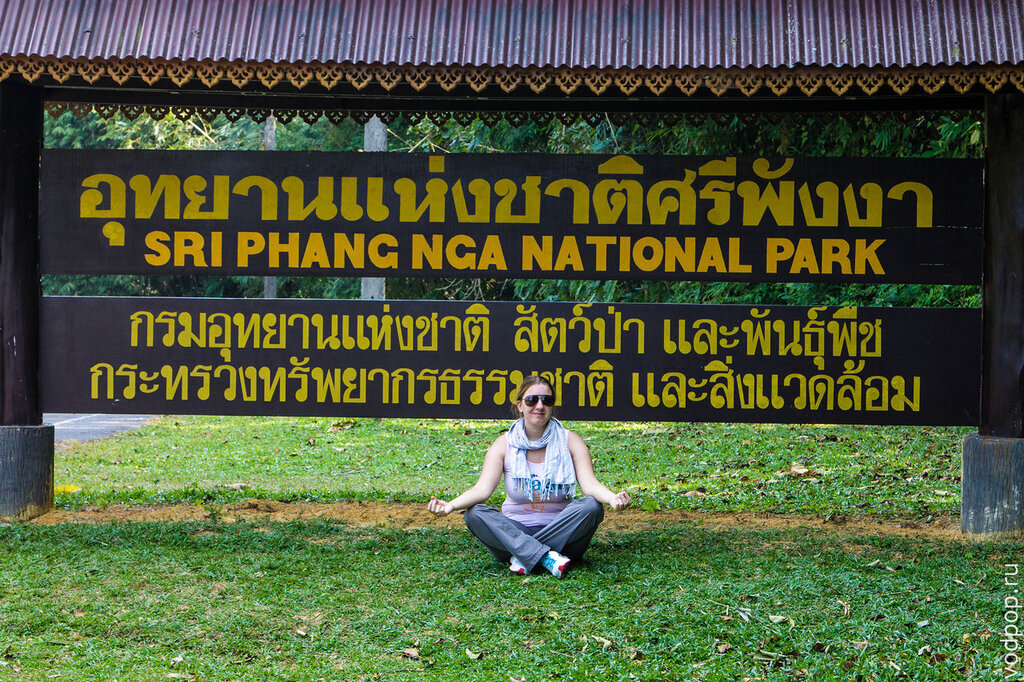 อุทยานแห่งชาติศรีพังงา
SRI PHANG NGA NATIONAL PARK
กรมอุทยานแห่งชาติ สัตว์ป่า และพันธุ์พืช
กระทรวงทรัพยากรธรรมชาติ และสิ่งแวดล้อม
vodpop.ru